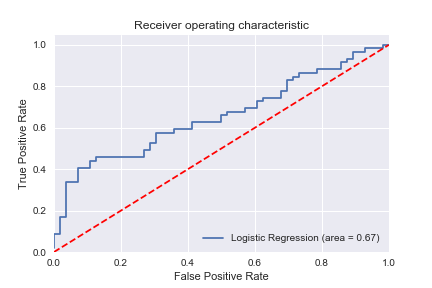 Receiver operating characteristic
1.0
0.8
0.6
0.4
0.2
0.0
True Positive Rate
Logistic Regression (area = 0.67)
0.0 0.2 0.4 0.6 0.8 1.0
False Positive Rate